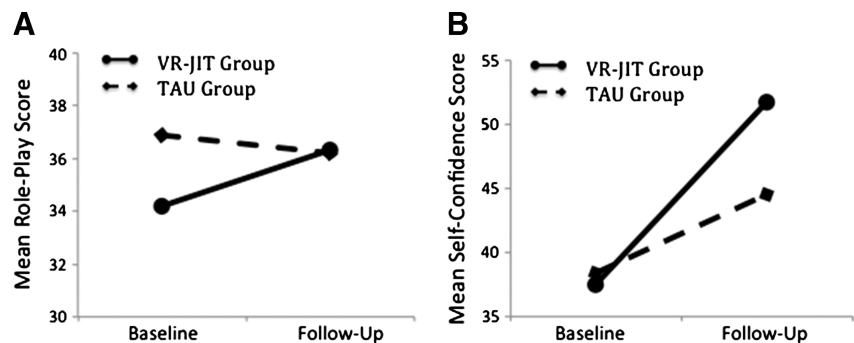 A
Mean Role-Play Score
40
38
36
34
32
30
VR-JIT Group
TAU Group
Baseline
Follow-Up
B
Mean Self-Confidence Score
55
50
45
40
35
VR-JIT Group
TAU Group
Baseline
Follow-Up